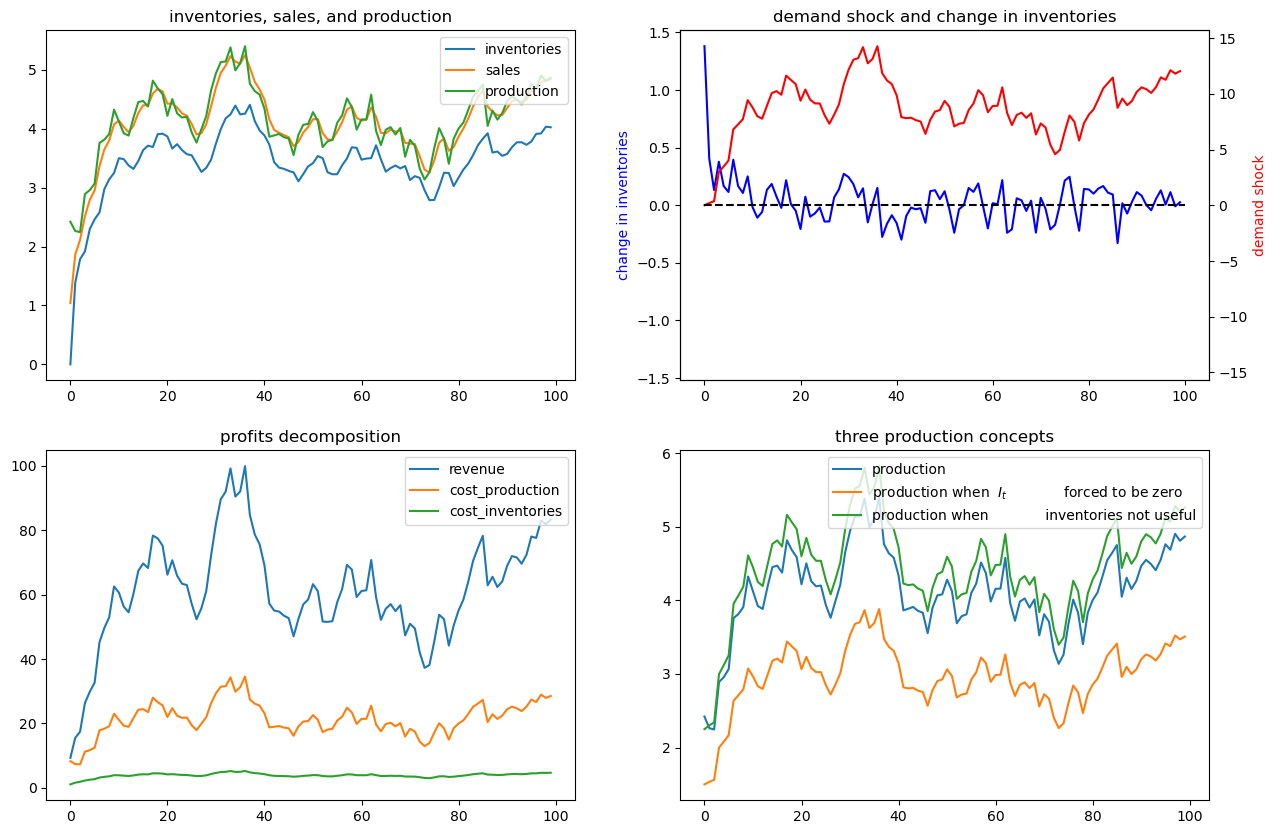 inventories, sales, and production
inventories
sales
production
5
4
3
2
1
0
0 20 40 60 80 100
demand shock and change in inventories
change in inventories
1.5
1.0
0.5
0.0
−0.5
−1.0
−1.5
15
10
5
0
−5
−10
−15
demand shock
0 20 40 60 80 100
profits decomposition
revenue
cost_production
cost_inventories
100
80
60
40
20
0
0 20 40 60 80 100
three production concepts
production
production when I_t forced to be zero
production when inventories not useful
6
5
4
3
2
0 20 40 60 80 100